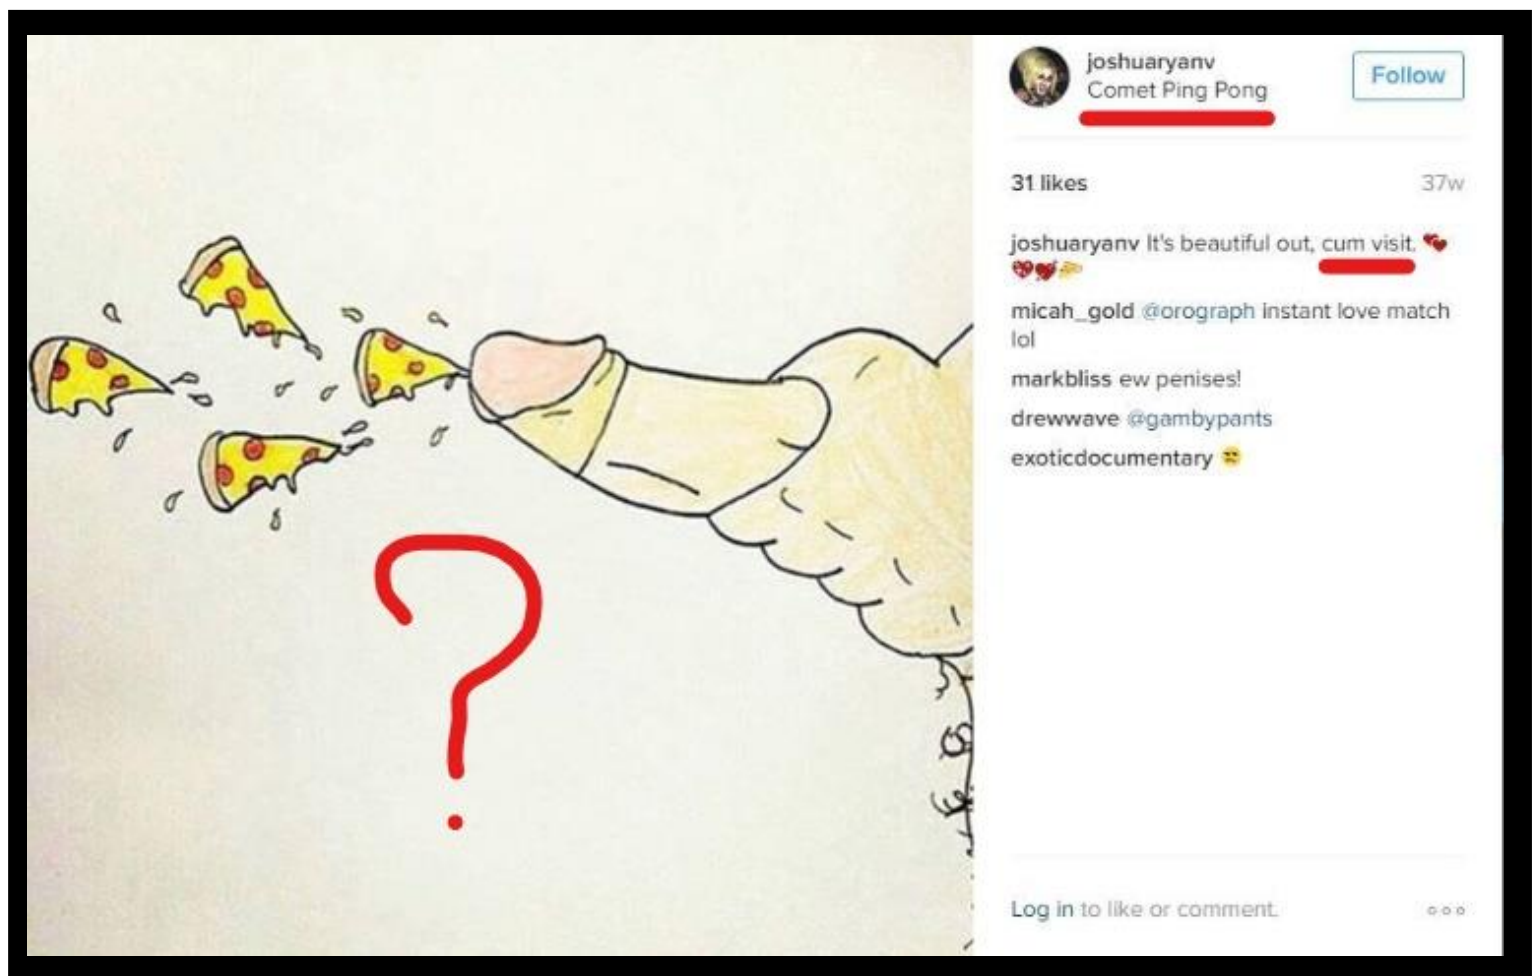 joshuaryanv
Comet Ping Pong
Follow
31 likes
37w
joshuaryanv It's beautiful out, cum visit. 💕
💖💘🍕
micah_gold @orograph instant love match
lol
markbliss ew penises!
drewwave @gambypants
exoticdocumentary 😒
?
Log in to like or comment.